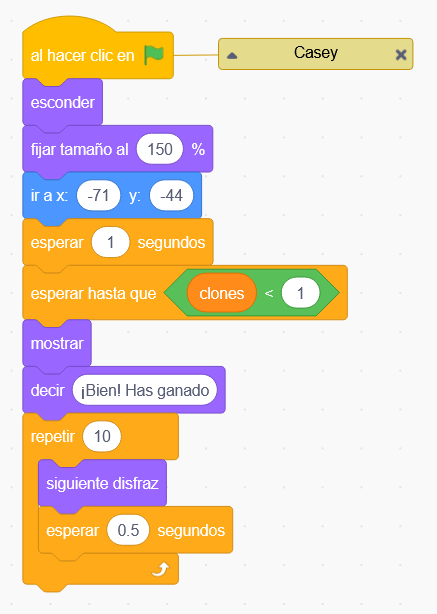 al hacer clic en
Casey
esconder
fijar tamaño al 150 %
ir a x: -71 y: -44
esperar 1 segundos
esperar hasta que clones < 1
mostrar
decir ¡Bien! Has ganado
repetir 10
siguiente disfraz
esperar 0.5 segundos